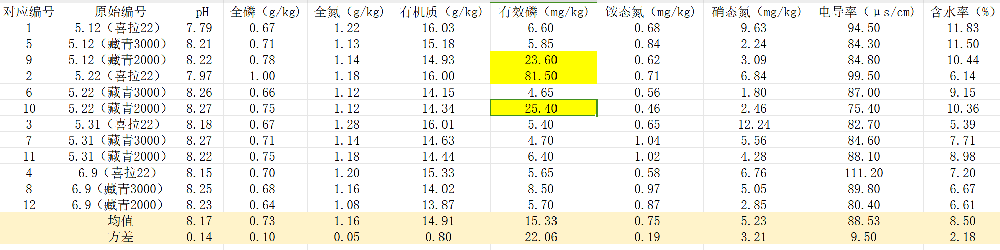 对应编号 原始编号 pH 全磷（g/kg） 全氮（g/kg） 有机质（g/kg） 有效磷（mg/kg） 铵态氮（mg/kg） 硝态氮（mg/kg） 电导率（μs/cm） 含水率（%）
1 5.12（喜拉22） 7.79 0.67 1.22 16.03 6.60 0.68 9.63 94.50 11.83
5 5.12（藏青3000） 8.21 0.71 1.13 15.18 5.85 0.84 2.24 84.30 11.50
9 5.12（藏青2000） 8.22 0.78 1.14 14.93 23.60 0.62 3.09 84.80 10.44
2 5.22（喜拉22） 7.97 1.00 1.18 16.00 81.50 0.71 6.84 99.50 6.14
6 5.22（藏青3000） 8.26 0.66 1.12 14.15 4.65 0.56 1.80 87.00 9.15
10 5.22（藏青2000） 8.27 0.75 1.12 14.34 25.40 0.46 2.46 75.40 10.36
3 5.31（喜拉22） 8.18 0.67 1.28 16.01 5.40 0.65 12.24 82.70 5.39
7 5.31（藏青3000） 8.27 0.71 1.14 14.63 4.70 1.04 5.56 84.60 7.71
11 5.31（藏青2000） 8.22 0.75 1.18 14.44 6.40 1.02 4.28 88.10 8.98
4 6.9（喜拉22） 8.15 0.70 1.20 15.33 5.65 0.58 6.76 111.20 7.20
8 6.9（藏青3000） 8.25 0.68 1.16 14.02 8.50 0.97 5.05 89.80 6.67
12 6.9（藏青2000） 8.23 0.64 1.08 13.87 5.70 0.87 2.85 80.40 6.61
均值 8.17 0.73 1.16 14.91 15.33 0.75 5.23 88.53 8.50
方差 0.14 0.10 0.05 0.80 22.06 0.19 3.21 9.50 2.18